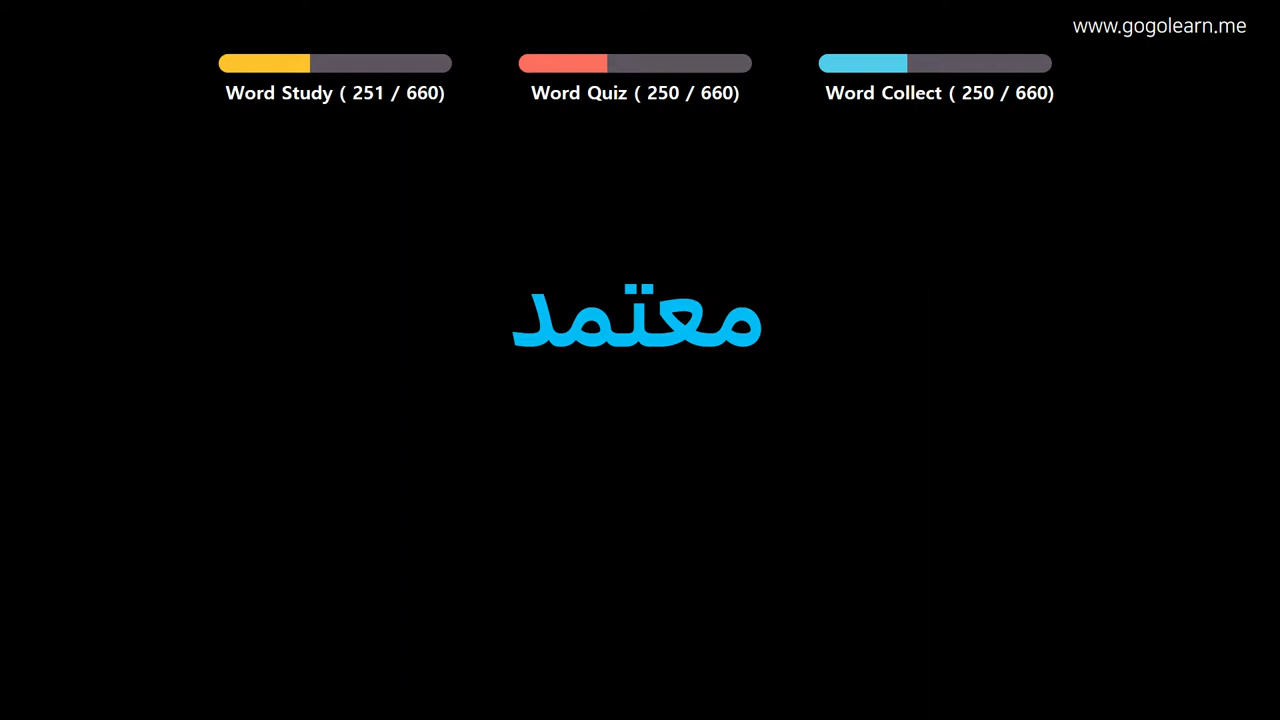 www.gogolearn.me
Word Study ( 251 / 660)
Word Quiz ( 250 / 660)
Word Collect ( 250 / 660)
معتمد